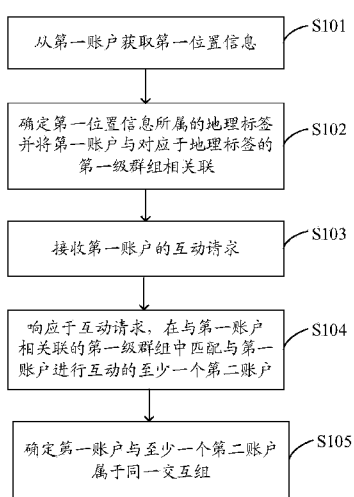 从第一账户获取第一位置信息
S101
确定第一位置信息所属的地理标签
并将第一账户与对应于地理标签的
第一级群组相关联
S102
接收第一账户的互动请求
S103
响应于互动请求，在与第一账户
相关联的第一级群组中匹配与第一
账户进行互动的至少一个第二账户
S104
确定第一账户与至少一个第二账户
属于同一交互组
S105